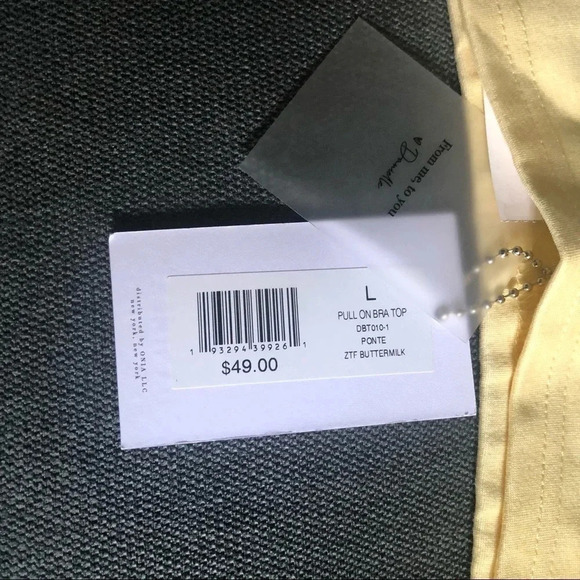 From me, to you
♥ Danielle
L
PULL ON BRA TOP
DBT010-1
PONTE
ZTF BUTTERMILK
1 93294 39926 1
$49.00
distributed by ONIA LLC
new york, new york